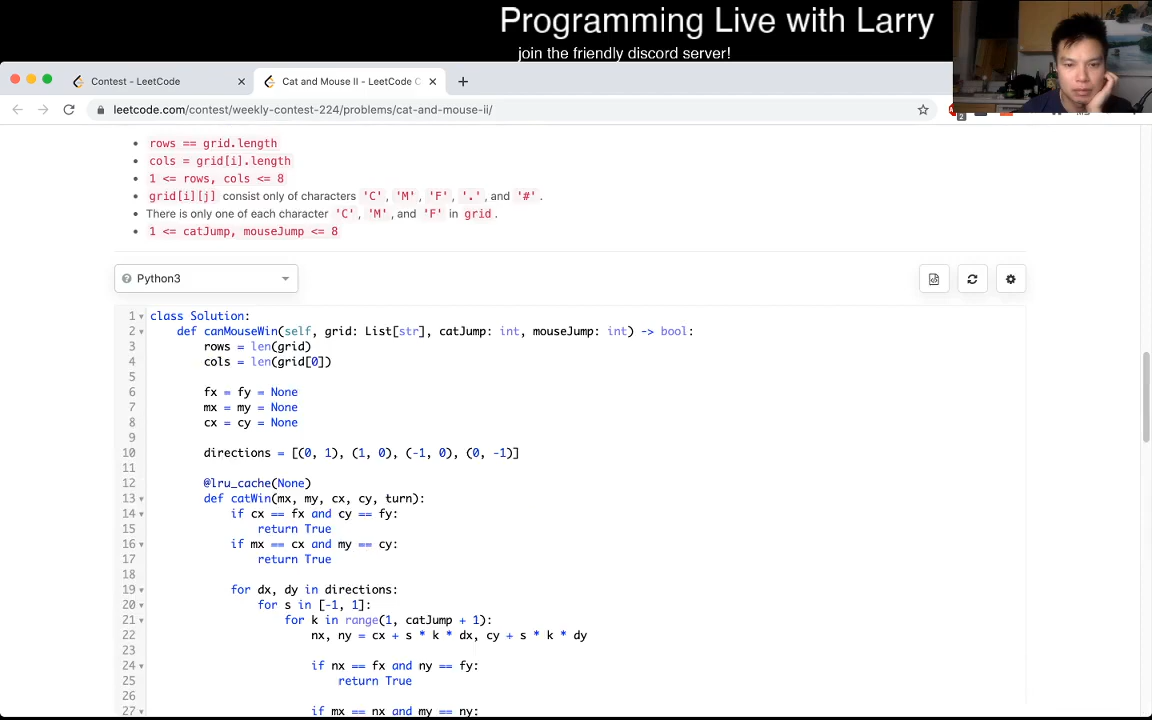 Programming Live with Larry
join the friendly discord server!
Contest - LeetCode
Cat and Mouse II - LeetCode C
leetcode.com/contest/weekly-contest-224/problems/cat-and-mouse-ii/
2
rows == grid.length
cols = grid[i].length
1 <= rows, cols <= 8
grid[i][j] consist only of characters 'C', 'M', 'F', '.', and '#'.
There is only one of each character 'C', 'M', and 'F' in grid.
1 <= catJump, mouseJump <= 8
Python3
1 class Solution:
2 def canMouseWin(self, grid: List[str], catJump: int, mouseJump: int) -> bool:
3 rows = len(grid)
4 cols = len(grid[0])
5
6 fx = fy = None
7 mx = my = None
8 cx = cy = None
9
10 directions = [(0, 1), (1, 0), (-1, 0), (0, -1)]
11
12 @lru_cache(None)
13 def catWin(mx, my, cx, cy, turn):
14 if cx == fx and cy == fy:
15 return True
16 if mx == cx and my == cy:
17 return True
18
19 for dx, dy in directions:
20 for s in [-1, 1]:
21 for k in range(1, catJump + 1):
22 nx, ny = cx + s * k * dx, cy + s * k * dy
23
24 if nx == fx and ny == fy:
25 return True
26
27 if mx == nx and my == ny: